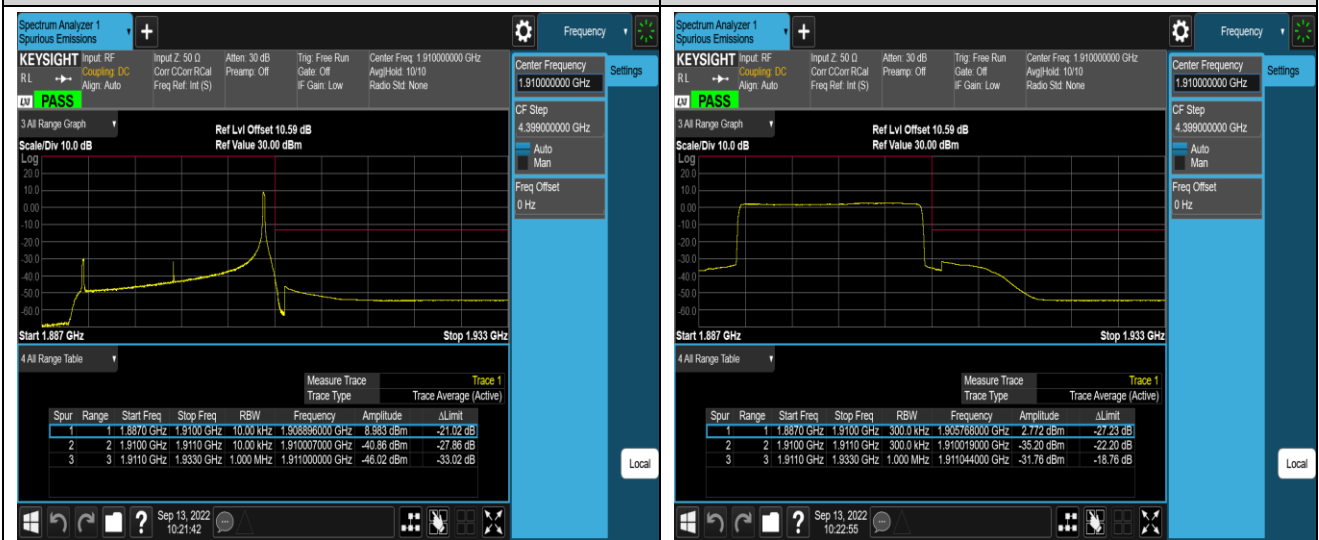 Spectrum Analyzer 1
Spurious Emissions
+
Frequency
KEYSIGHT Input: RF Input Z: 50 Ω Atten: 30 dB Trig: Free Run Center Freq: 1.910000000 GHz
RL Coupling: DC Corr CCorr RCal Preamp: Off Gate: Off Avg|Hold: 10/10
Align: Auto Freq Ref: Int (S) IF Gain: Low Radio Std: None
LXI PASS
3 All Range Graph
Ref Lvl Offset 10.59 dB
Scale/Div 10.0 dB Ref Value 30.00 dBm
Log
20.0
10.0
0.00
-10.0
-20.0
-30.0
-40.0
-50.0
-60.0
Start 1.887 GHz Stop 1.933 GHz
4 All Range Table
Measure Trace Trace 1
Trace Type Trace Average (Active)
Spur Range Start Freq Stop Freq RBW Frequency Amplitude ΔLimit
1 1 1.8870 GHz 1.9100 GHz 10.00 kHz 1.908896000 GHz 8.983 dBm -21.02 dB
2 2 1.9100 GHz 1.9110 GHz 10.00 kHz 1.910007000 GHz -40.86 dBm -27.86 dB
3 3 1.9110 GHz 1.9330 GHz 1.000 MHz 1.911000000 GHz -46.02 dBm -33.02 dB
Center Frequency
1.910000000 GHz
Settings
CF Step
4.399000000 GHz
Auto
Man
Freq Offset
0 Hz
Local
?
Sep 13, 2022
10:21:42
Spectrum Analyzer 1
Spurious Emissions
+
Frequency
KEYSIGHT Input: RF Input Z: 50 Ω Atten: 30 dB Trig: Free Run Center Freq: 1.910000000 GHz
RL Coupling: DC Corr CCorr RCal Preamp: Off Gate: Off Avg|Hold: 10/10
Align: Auto Freq Ref: Int (S) IF Gain: Low Radio Std: None
LXI PASS
3 All Range Graph
Ref Lvl Offset 10.59 dB
Scale/Div 10.0 dB Ref Value 30.00 dBm
Log
20.0
10.0
0.00
-10.0
-20.0
-30.0
-40.0
-50.0
-60.0
Start 1.887 GHz Stop 1.933 GHz
4 All Range Table
Measure Trace Trace 1
Trace Type Trace Average (Active)
Spur Range Start Freq Stop Freq RBW Frequency Amplitude ΔLimit
1 1 1.8870 GHz 1.9100 GHz 300.0 kHz 1.905768000 GHz 2.772 dBm -27.23 dB
2 2 1.9100 GHz 1.9110 GHz 300.0 kHz 1.910019000 GHz -35.20 dBm -22.20 dB
3 3 1.9110 GHz 1.9330 GHz 1.000 MHz 1.911044000 GHz -31.76 dBm -18.76 dB
Center Frequency
1.910000000 GHz
Settings
CF Step
4.399000000 GHz
Auto
Man
Freq Offset
0 Hz
Local
?
Sep 13, 2022
10:22:55